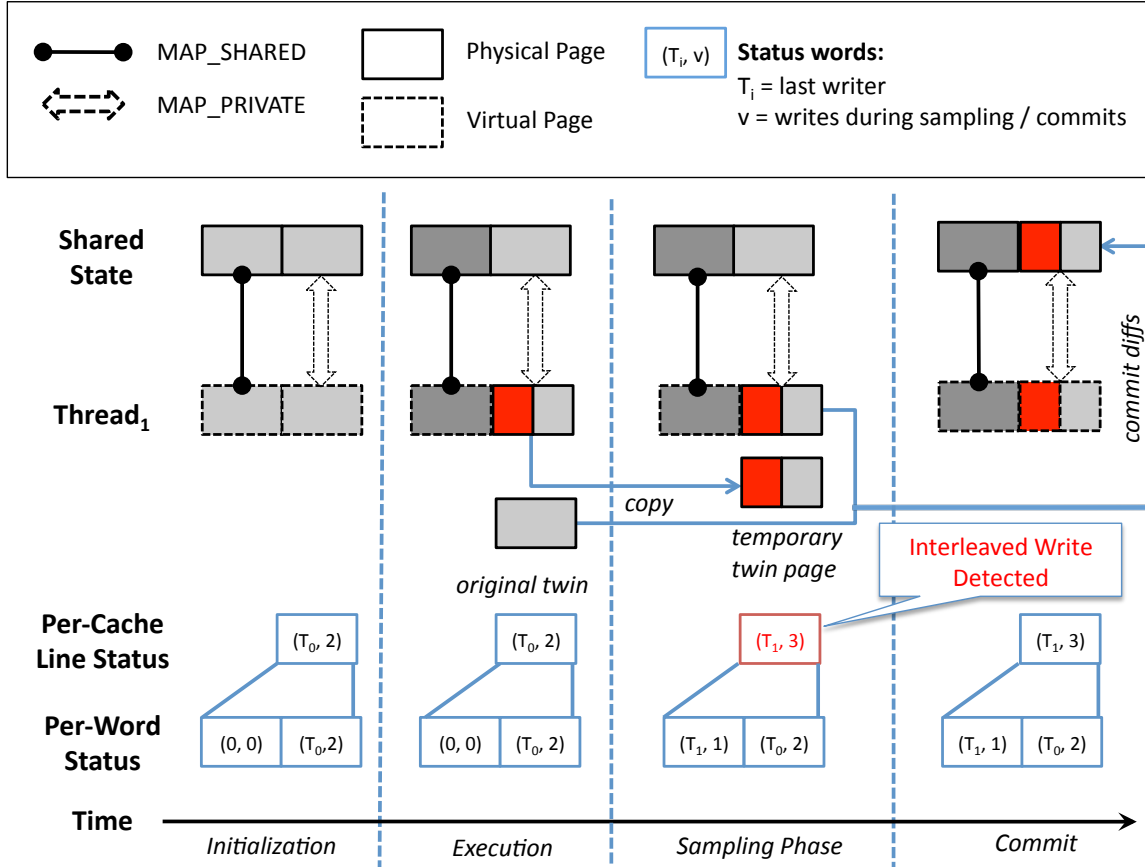 MAP_SHARED
MAP_PRIVATE
Physical Page
Virtual Page
(Ti, v)
Status words:
Ti = last writer
v = writes during sampling / commits
Shared
State
Thread1
commit diffs
copy
original twin
temporary
twin page
Interleaved Write
Detected
Per-Cache
Line Status
(T0, 2)
(T0, 2)
(T1, 3)
(T1, 3)
Per-Word
Status
(0, 0) (T0,2)
(0, 0) (T0, 2)
(T1, 1) (T0, 2)
(T1, 1) (T0, 2)
Time
Initialization
Execution
Sampling Phase
Commit